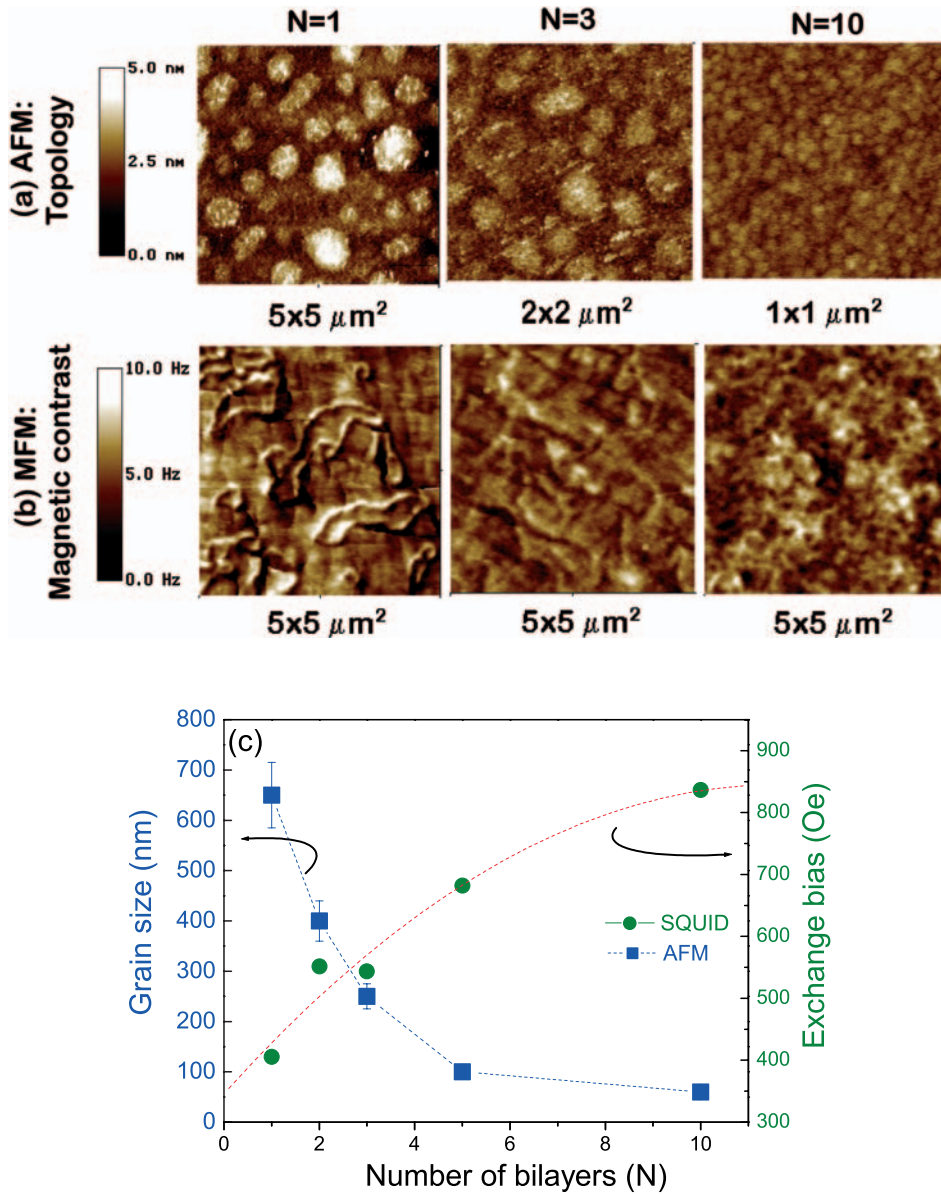 N=1 N=3 N=10
(a) AFM:
Topology
5.0 nm
2.5 nm
0.0 nm
5x5 μm² 2x2 μm² 1x1 μm²
(b) MFM:
Magnetic contrast
10.0 Hz
5.0 Hz
0.0 Hz
5x5 μm² 5x5 μm² 5x5 μm²
(c)
Grain size (nm)
800
700
600
500
400
300
200
100
0
900
800
700
600
500
400
300
Exchange bias (Oe)
SQUID
AFM
0 2 4 6 8 10
Number of bilayers (N)